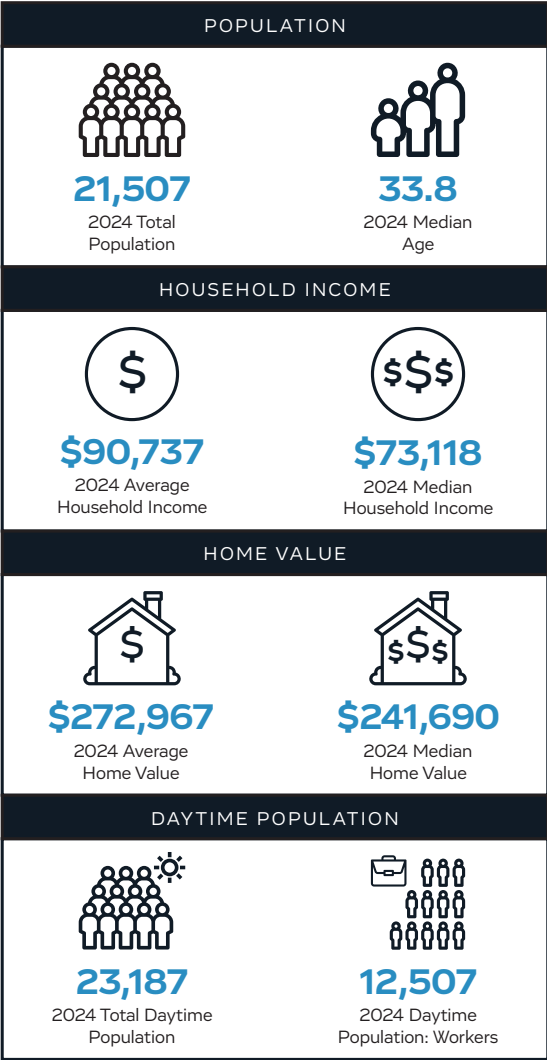 POPULATION
21,507
2024 Total
Population
33.8
2024 Median
Age
HOUSEHOLD INCOME
$
$90,737
2024 Average
Household Income
$$$
$73,118
2024 Median
Household Income
HOME VALUE
$
$272,967
2024 Average
Home Value
$$$
$241,690
2024 Median
Home Value
DAYTIME POPULATION
23,187
2024 Total Daytime
Population
12,507
2024 Daytime
Population: Workers